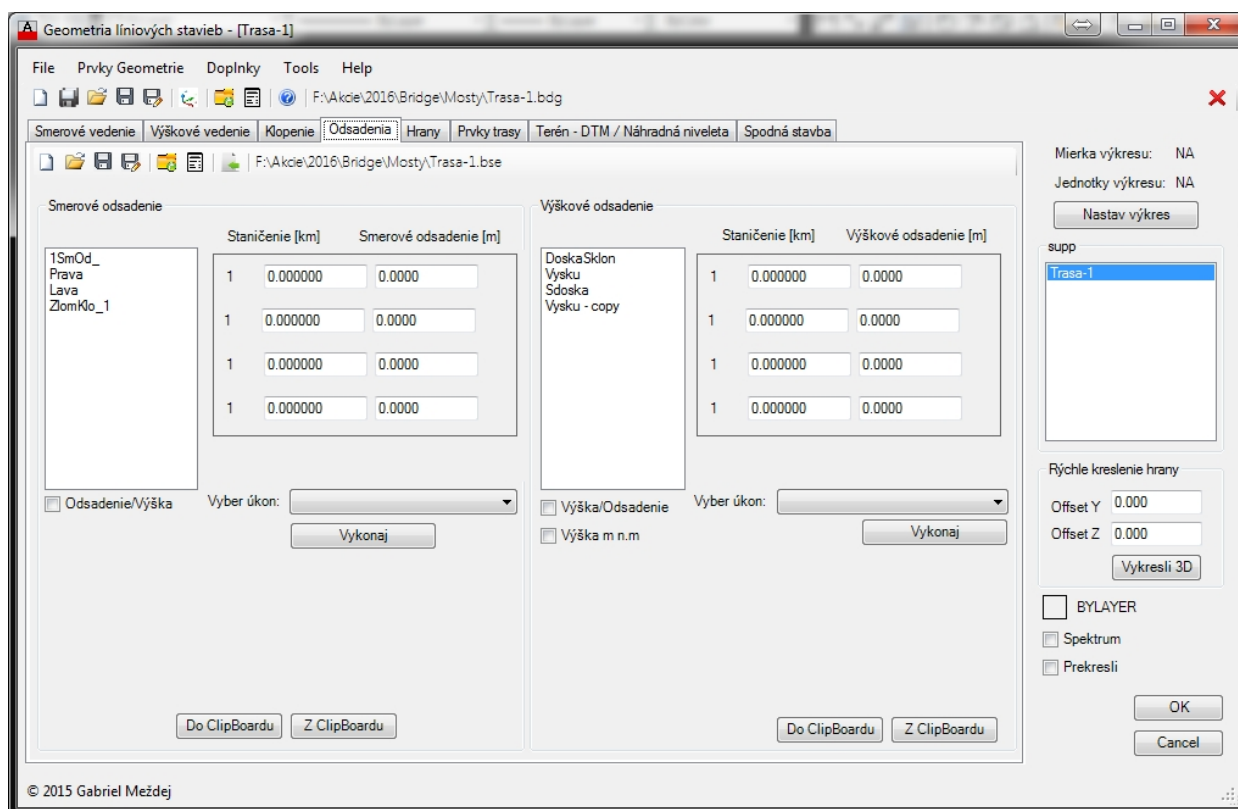 Geometria líniových stavieb - [Trasa-1]
File Prvky Geometrie Doplnky Tools Help
F:\Akcie\2016\Bridge\Mosty\Trasa-1.bdg
Smerové vedenie Výškové vedenie Klopenie Odsadenia Hrany Prvky trasy Terén - DTM / Náhradná niveleta Spodná stavba
F:\Akcie\2016\Bridge\Mosty\Trasa-1.bse
Smerové odsadenie
Staničenie [km] Smerové odsadenie [m]
1SmOd_
Prava
Lava
ZlomKlo_1
1 0.000000 0.0000
1 0.000000 0.0000
1 0.000000 0.0000
1 0.000000 0.0000
Odsadenie/Výška
Vyber úkon:
Vykonaj
Do ClipBoardu Z ClipBoardu
Výškové odsadenie
Staničenie [km] Výškové odsadenie [m]
DoskaSklon
Vysku
Sdoska
Vysku - copy
1 0.000000 0.0000
1 0.000000 0.0000
1 0.000000 0.0000
1 0.000000 0.0000
Výška/Odsadenie
Výška m n.m
Vyber úkon:
Vykonaj
Do ClipBoardu Z ClipBoardu
Mierka výkresu: NA
Jednotky výkresu: NA
Nastav výkres
supp
Trasa-1
Rýchle kreslenie hrany
Offset Y 0.000
Offset Z 0.000
Vykresli 3D
BYLAYER
Spektrum
Prekresli
OK
Cancel
© 2015 Gabriel Meždej